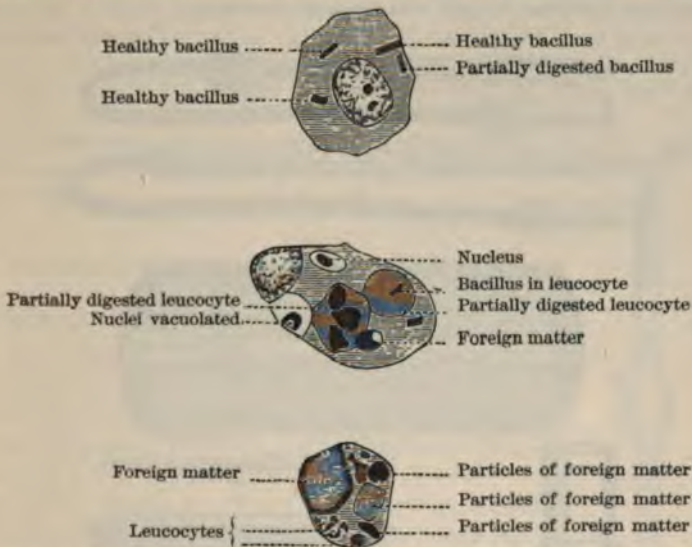 Healthy bacillus
Healthy bacillus
Partially digested bacillus
Healthy bacillus
Nucleus
Bacillus in leucocyte
Partially digested leucocyte
Partially digested leucocyte
Nuclei vacuolated
Foreign matter
Foreign matter
Particles of foreign matter
Particles of foreign matter
Leucocytes
Particles of foreign matter